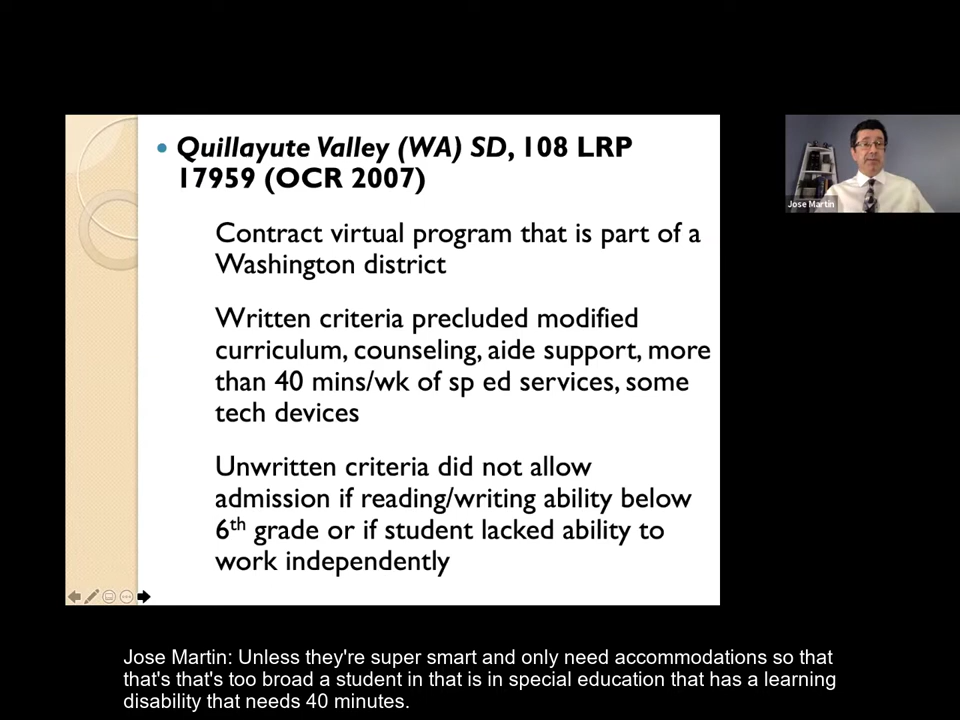 Quillayute Valley (WA) SD, 108 LRP
17959 (OCR 2007)
Contract virtual program that is part of a
Washington district
Written criteria precluded modified
curriculum, counseling, aide support, more
than 40 mins/wk of sp ed services, some
tech devices
Unwritten criteria did not allow
admission if reading/writing ability below
6th grade or if student lacked ability to
work independently
Jose Martin
Jose Martin: Unless they're super smart and only need accommodations so that
that's that's too broad a student in that is in special education that has a learning
disability that needs 40 minutes.